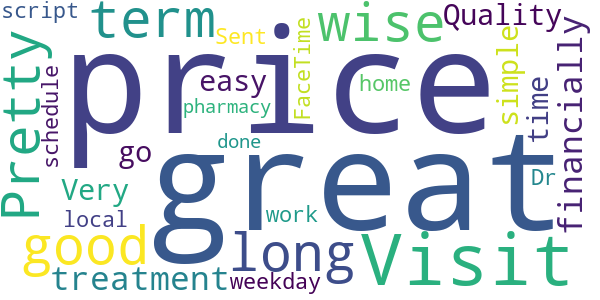 script
term
wise
Quality
Sent
Pretty
price
FaceTime
simple
financially
schedule
easy
home
time
pharmacy
go
done
great
Very
Dr
local
work
good
long
Visit
treatment
weekday